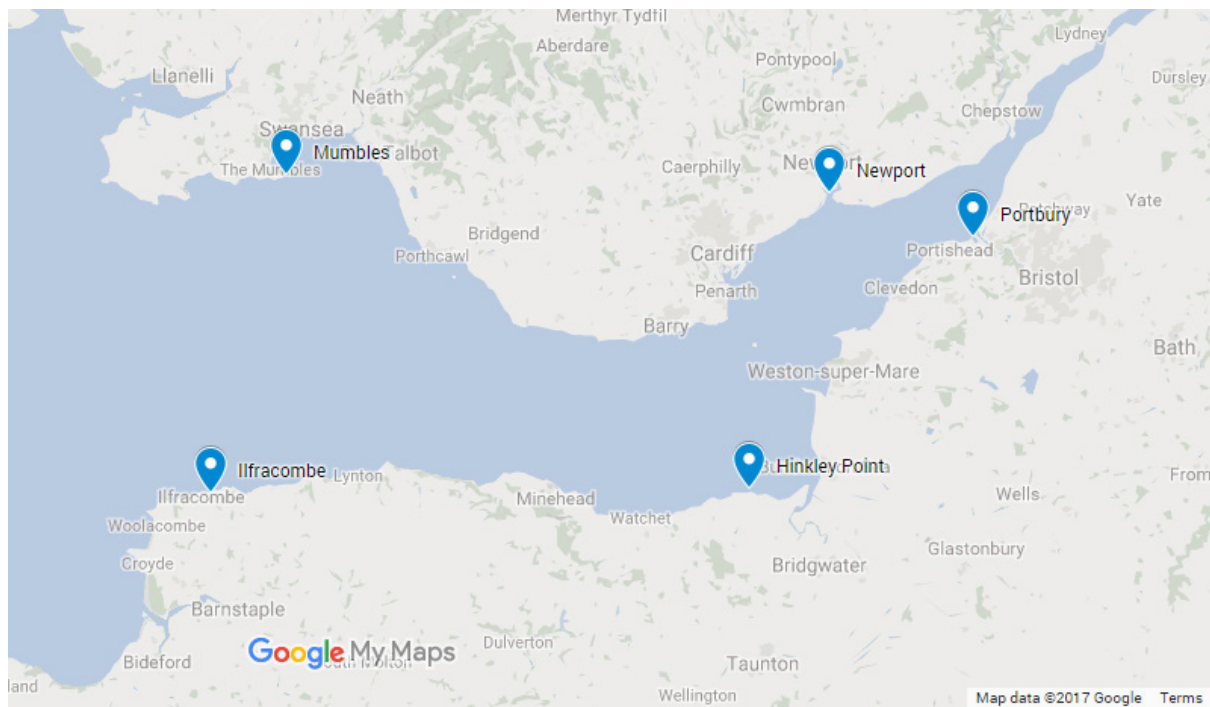 Merthyr Tydfil
Aberdare
Lydney
Llanelli
Pontypool
Dursley
Neath
Cwmbran
Chepstow
Swansea
Mumbles
Talbot
The Mumbles
Caerphilly
Newport
Newport
Yate
Portbury
Bridgend
Cardiff
Portishead
Porthcawl
Bristol
Penarth
Clevedon
Barry
Bath
Weston-super-Mare
Ilfracombe
Hinkley Point
Lynton
From
Ilfracombe
Minehead
Wells
Woolacombe
Watchet
Glastonbury
Croyde
Bridgwater
Barnstaple
Dulverton
Google My Maps
Bideford
Taunton
land
Wellington
Map data ©2017 Google Terms